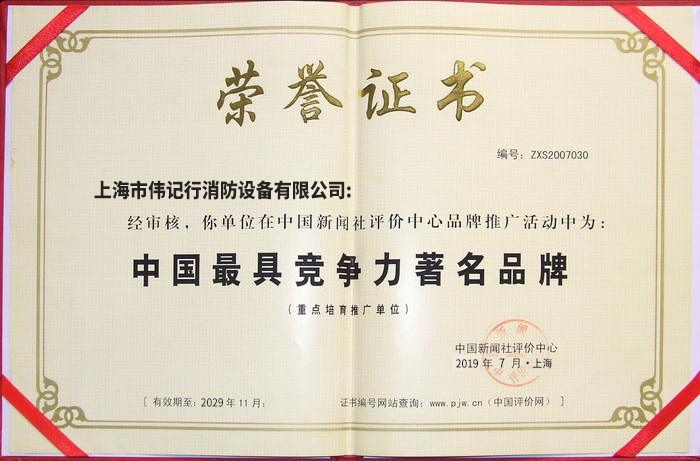 荣誉证书
编号：ZXS2007030
上海市伟记行消防设备有限公司:
经审核，你单位在中国新闻社评价中心品牌推广活动中为：
中国最具竞争力著名品牌
（重点培育推广单位）
中国新闻社评价中心
2019 年 7 月·上海
［ 有效期至：2029 年 11 月；
证书编号网站查询：www.pjw.cn（中国评价网）］